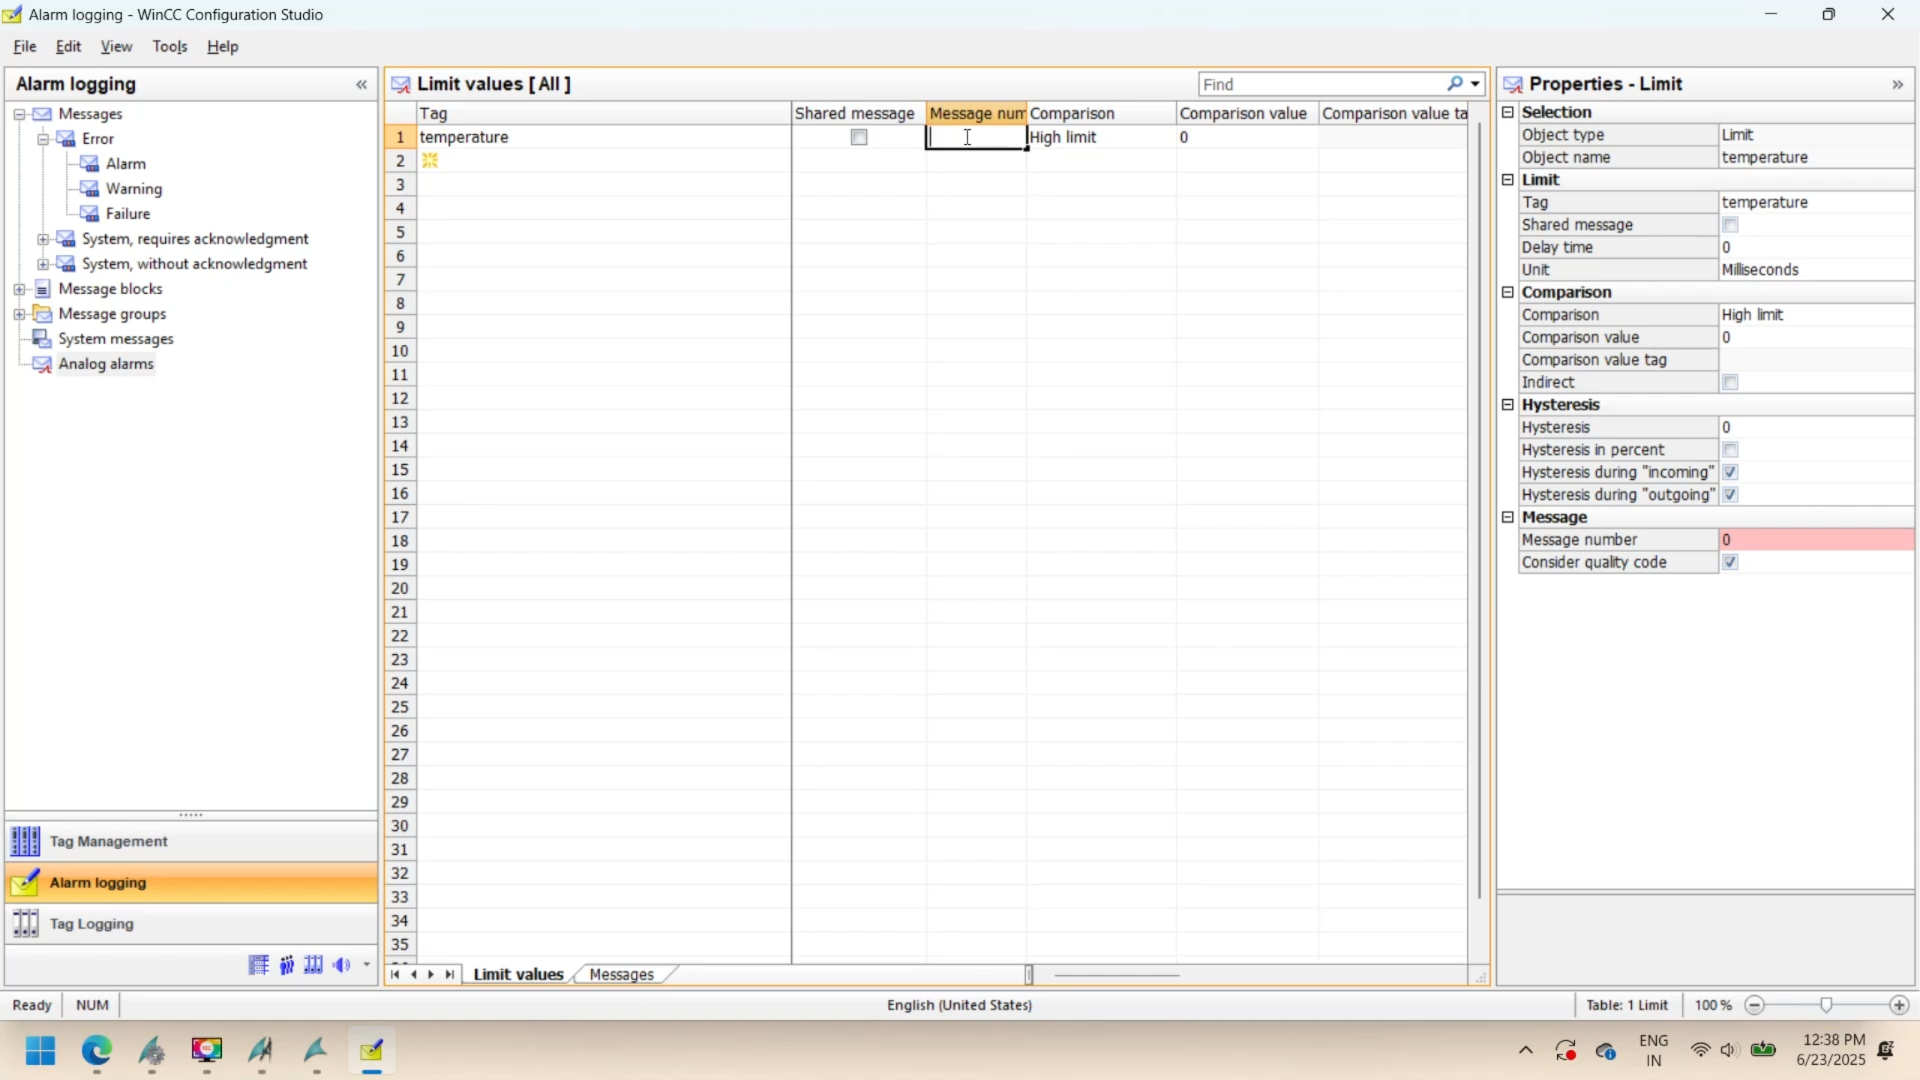 Alarm logging - WinCC Configuration Studio
File Edit View Tools Help
Alarm logging «
Messages
Error
Alarm
Warning
Failure
System, requires acknowledgment
System, without acknowledgment
Message blocks
Message groups
System messages
Analog alarms
Tag Management
Alarm logging
Tag Logging
Limit values [ All ]
Find
Tag Shared message Message num Comparison Comparison value Comparison value ta
1 temperature High limit 0
2
3
4
5
6
7
8
9
10
11
12
13
14
15
16
17
18
19
20
21
22
23
24
25
26
27
28
29
30
31
32
33
34
35
Limit values Messages
Properties - Limit »
Selection
Object type Limit
Object name temperature
Limit
Tag temperature
Shared message
Delay time 0
Unit Milliseconds
Comparison
Comparison High limit
Comparison value 0
Comparison value tag
Indirect
Hysteresis
Hysteresis 0
Hysteresis in percent
Hysteresis during "incoming"
Hysteresis during "outgoing"
Message
Message number 0
Consider quality code
Ready NUM English (United States) Table: 1 Limit 100 %
ENG
IN
12:38 PM
6/23/2025